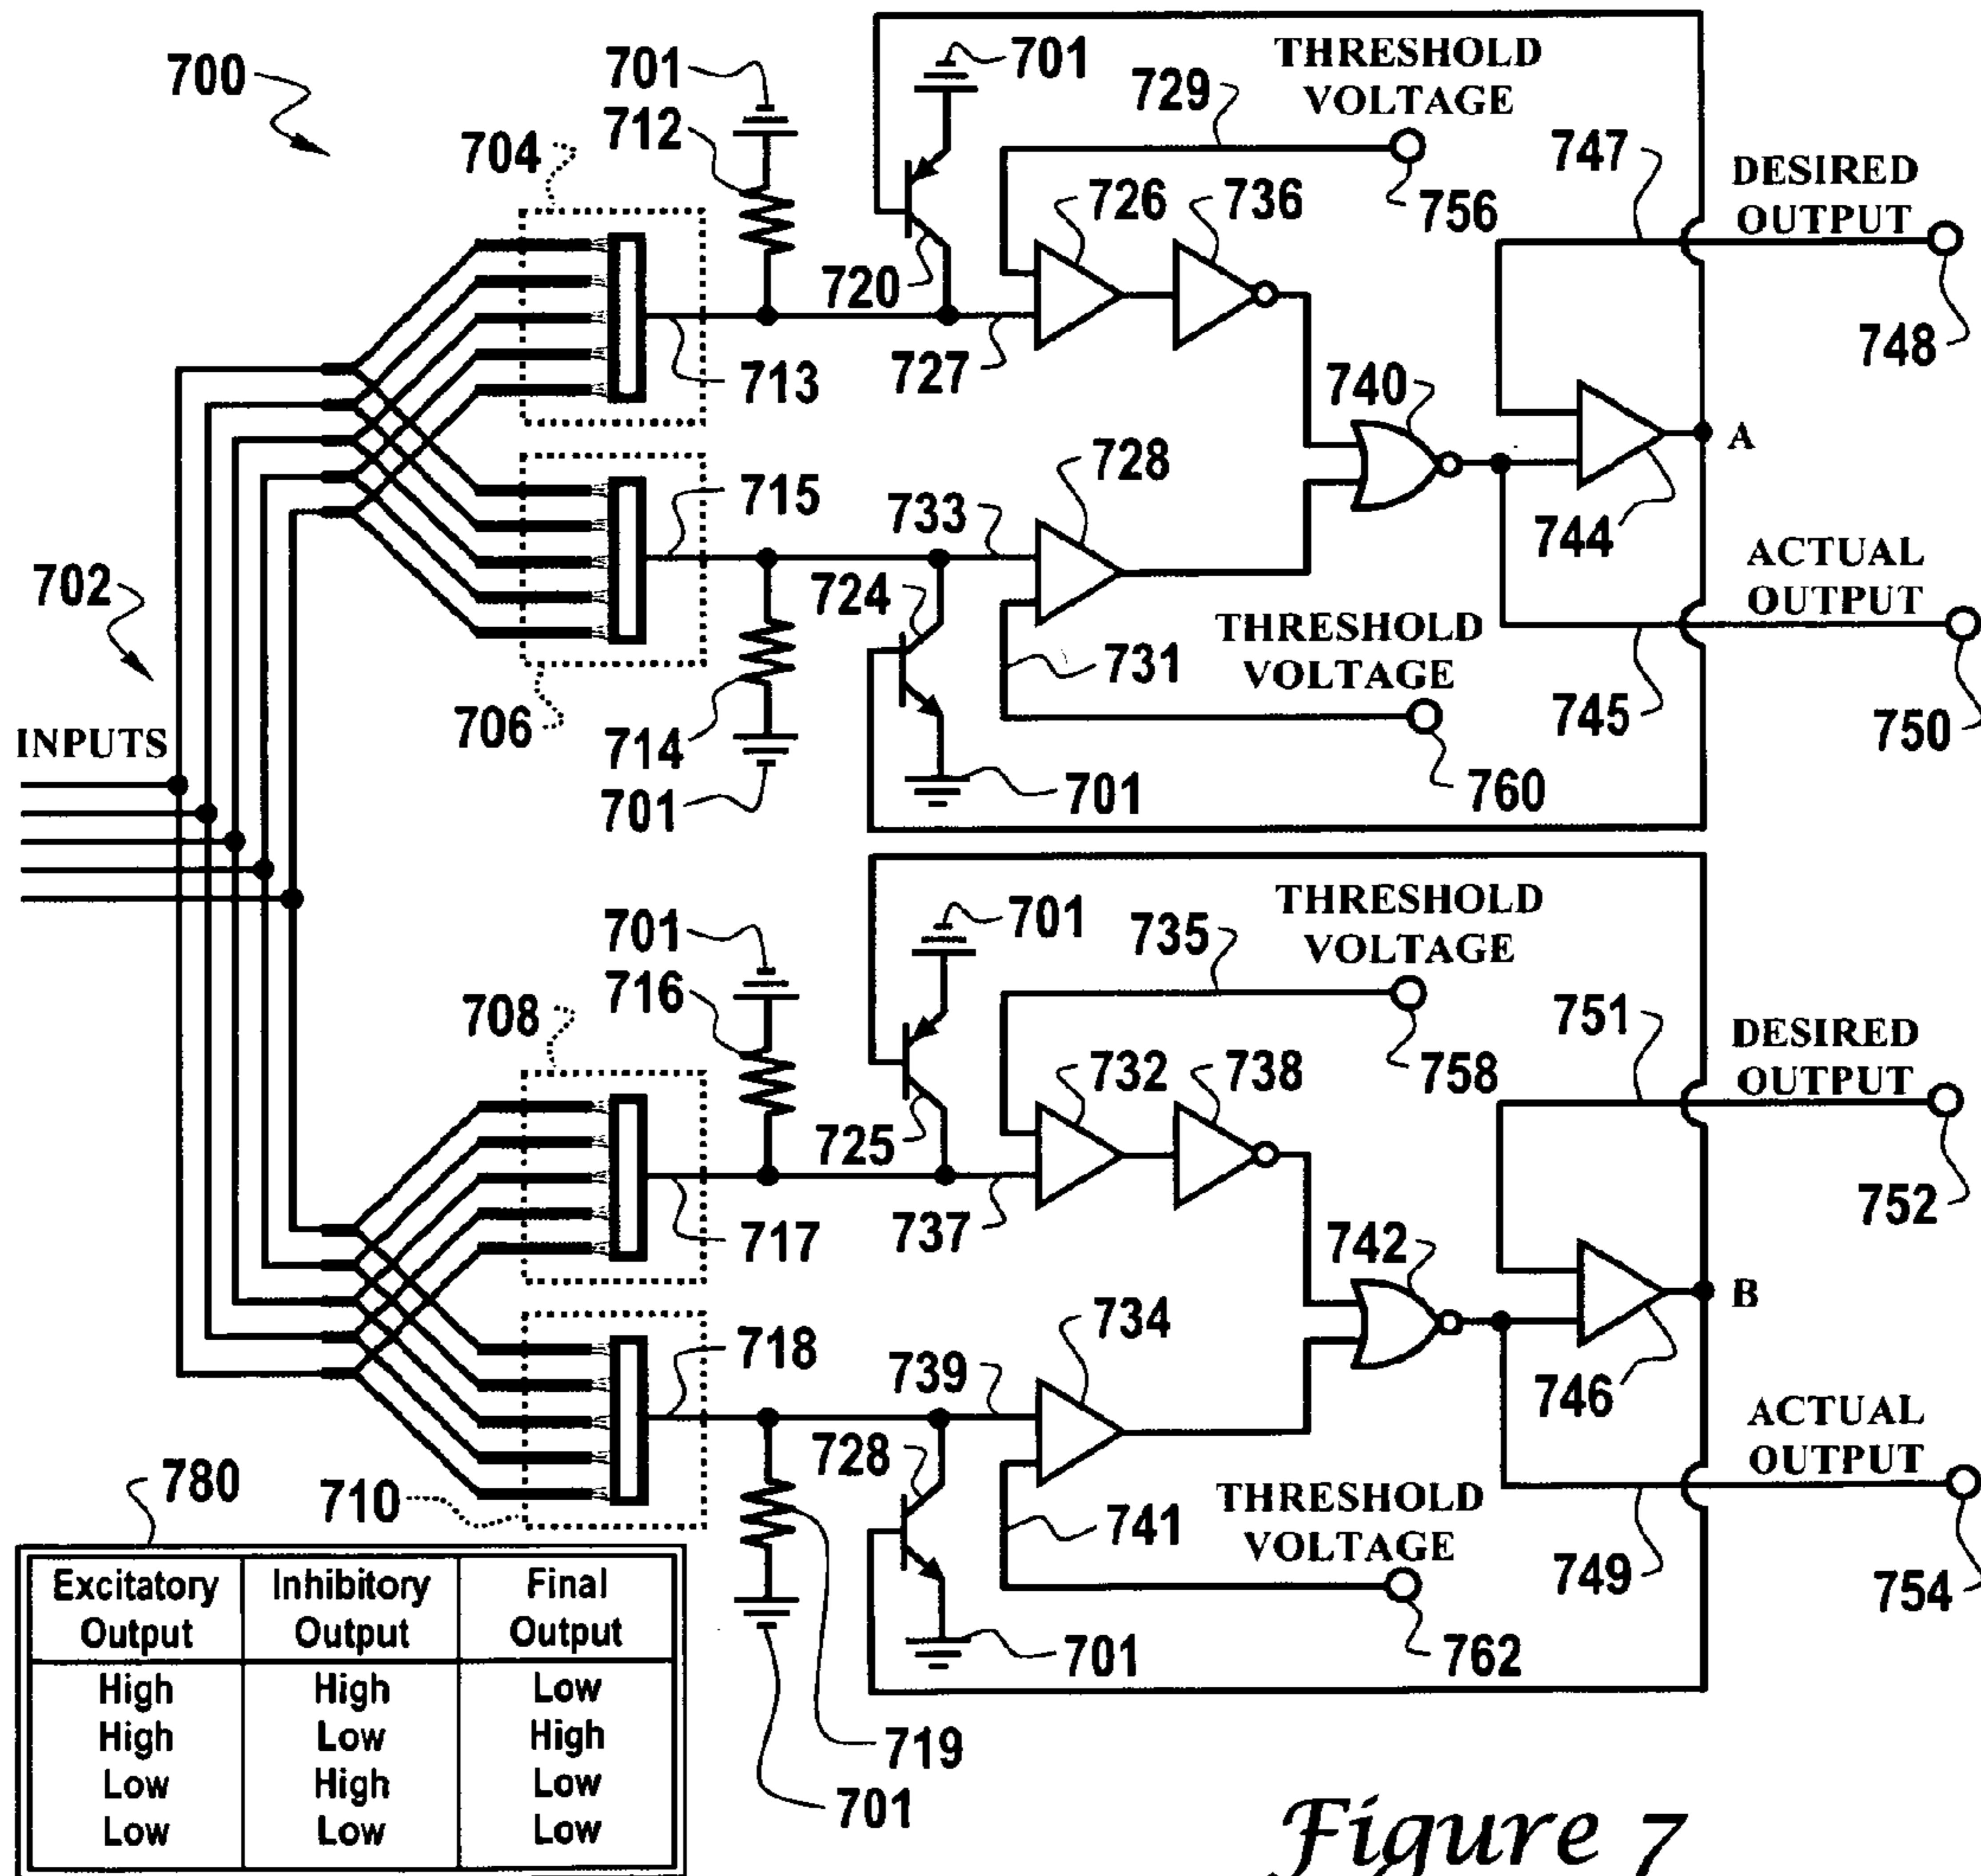 700
701
712
704
701
729
THRESHOLD
VOLTAGE
747
DESIRED
OUTPUT
726
736
756
720
748
713
727
740
A
715
733
728
744
ACTUAL
OUTPUT
702
724
731
THRESHOLD
VOLTAGE
745
706
714
750
INPUTS
701
701
760
701
716
701
735
THRESHOLD
VOLTAGE
708
751
DESIRED
OUTPUT
732
738
758
725
752
717
737
742
B
718
739
734
746
ACTUAL
OUTPUT
780
710
728
741
THRESHOLD
VOLTAGE
749
754
701
762
719
701
Excitatory Output Inhibitory Output Final Output
High High Low
High Low High
Low High Low
Low Low Low
Figure 7